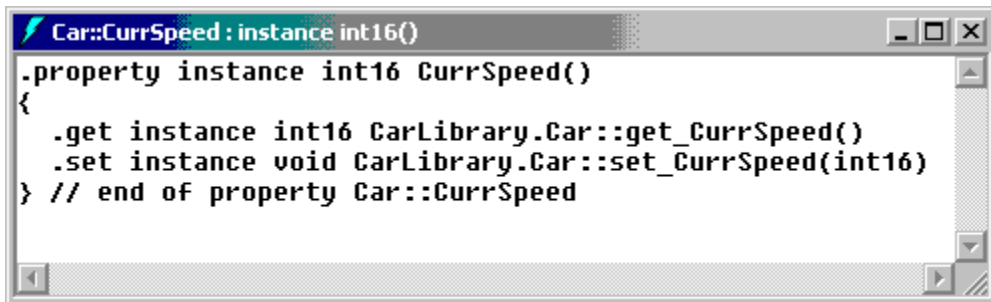 Car::CurrSpeed : instance int16()
.property instance int16 CurrSpeed()
{
  .get instance int16 CarLibrary.Car::get_CurrSpeed()
  .set instance void CarLibrary.Car::set_CurrSpeed(int16)
} // end of property Car::CurrSpeed